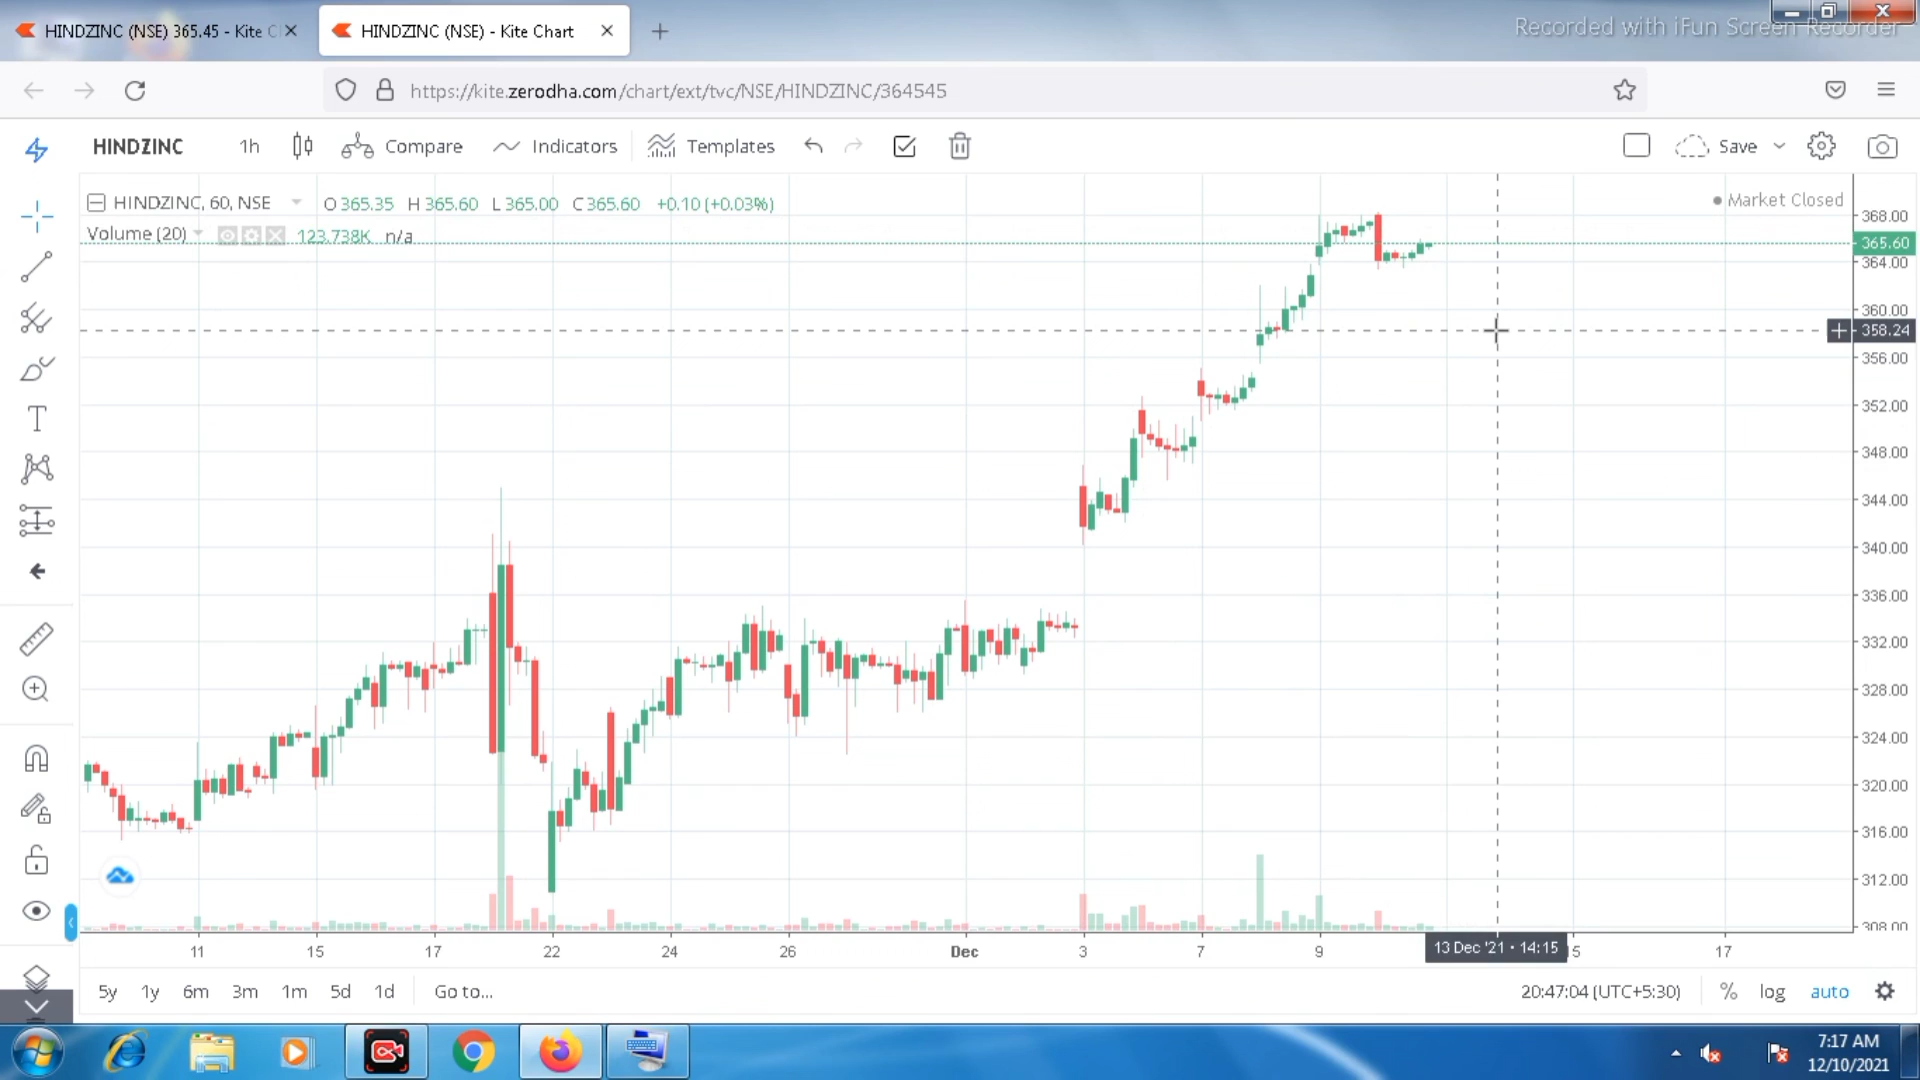 HINDZINC (NSE) 365.45 - Kite C
HINDZINC (NSE) - Kite Chart
Recorded with iFun Screen Recorder
https://kite.zerodha.com/chart/ext/tvc/NSE/HINDZINC/364545
HINDZINC 1h Compare Indicators Templates Save
HINDZINC, 60, NSE O 365.35 H 365.60 L 365.00 C 365.60 +0.10 (+0.03%)
Market Closed
Volume (20) 123.738K n/a
368.00
365.60
364.00
360.00
358.24
356.00
352.00
348.00
344.00
340.00
336.00
332.00
328.00
324.00
320.00
316.00
312.00
308.00
11 15 17 22 24 26 Dec 3 7 9 13 Dec '21 • 14:15 5 17
5y 1y 6m 3m 1m 5d 1d Go to... 20:47:04 (UTC+5:30) % log auto
7:17 AM
12/10/2021